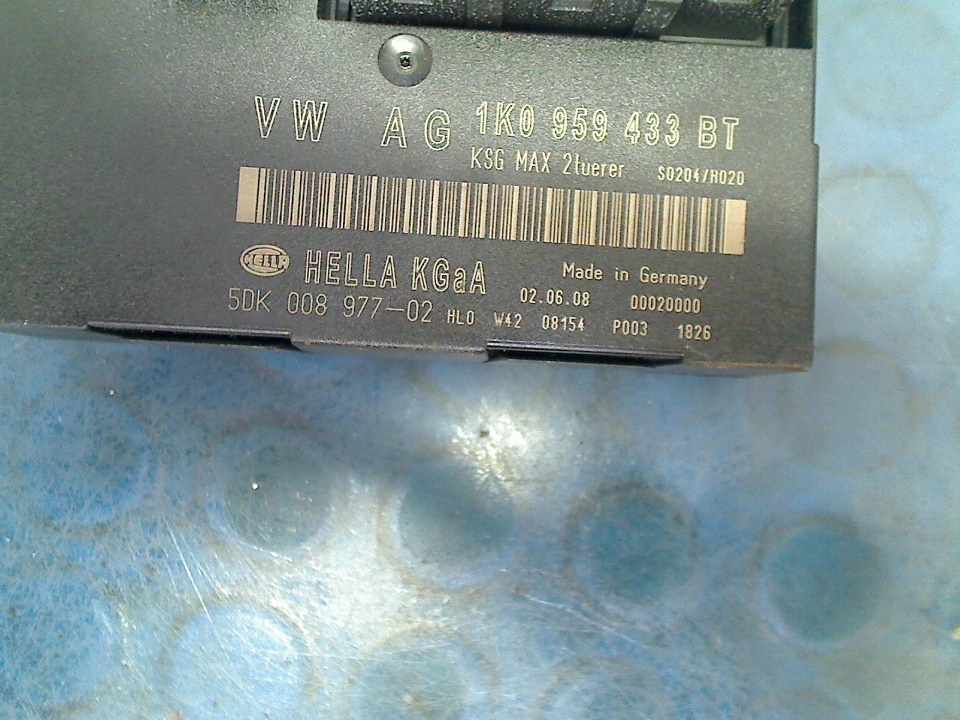 VW AG 1K0 959 433 BT
KSG MAX 2tuerer S0204/H020
HELLA HELLA KGaA Made in Germany
5DK 008 977-02 HL0 02.06.08 00020000
W42 08154 P003 1826